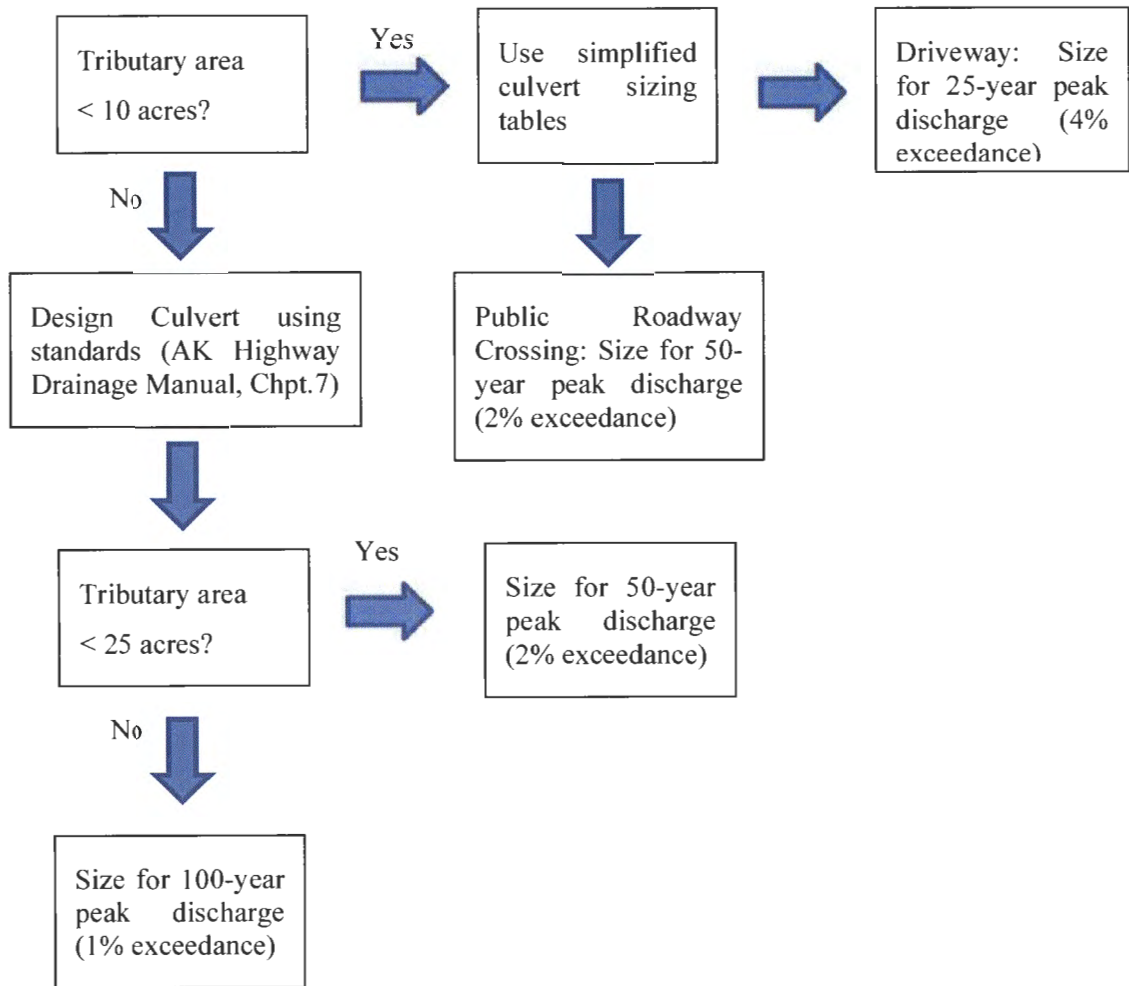 Tributary area
< 10 acres?
Yes
Use simplified
culvert sizing
tables
Driveway: Size
for 25-year peak
discharge (4%
exceedance)
No
Design Culvert using
standards (AK Highway
Drainage Manual, Chpt.7)
Public Roadway
Crossing: Size for 50-
year peak discharge
(2% exceedance)
Tributary area
< 25 acres?
Yes
Size for 50-year
peak discharge
(2% exceedance)
No
Size for 100-year
peak discharge
(1% exceedance)